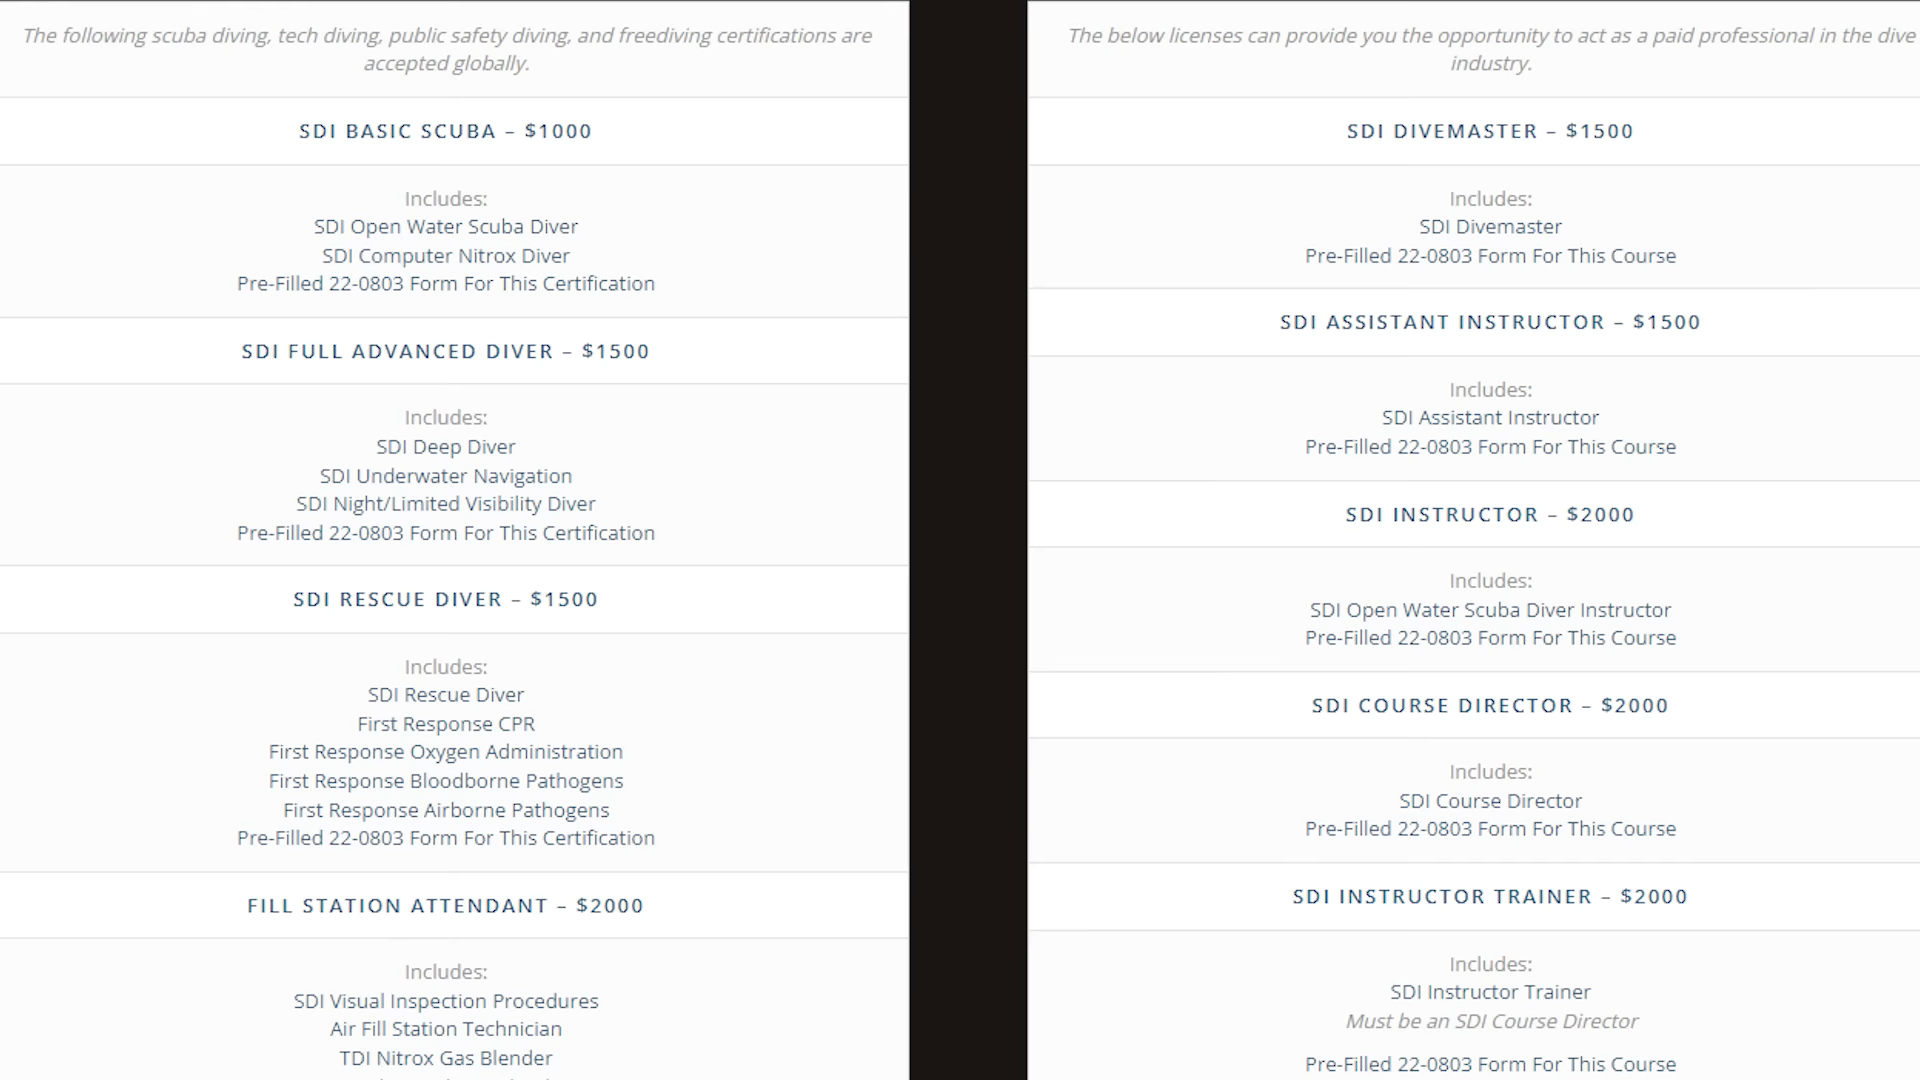 The following scuba diving, tech diving, public safety diving, and freediving certifications are
accepted globally.
SDI BASIC SCUBA – $1000
Includes:
SDI Open Water Scuba Diver
SDI Computer Nitrox Diver
Pre-Filled 22-0803 Form For This Certification
SDI FULL ADVANCED DIVER – $1500
Includes:
SDI Deep Diver
SDI Underwater Navigation
SDI Night/Limited Visibility Diver
Pre-Filled 22-0803 Form For This Certification
SDI RESCUE DIVER – $1500
Includes:
SDI Rescue Diver
First Response CPR
First Response Oxygen Administration
First Response Bloodborne Pathogens
First Response Airborne Pathogens
Pre-Filled 22-0803 Form For This Certification
FILL STATION ATTENDANT – $2000
Includes:
SDI Visual Inspection Procedures
Air Fill Station Technician
TDI Nitrox Gas Blender
The below licenses can provide you the opportunity to act as a paid professional in the dive
industry.
SDI DIVEMASTER – $1500
Includes:
SDI Divemaster
Pre-Filled 22-0803 Form For This Course
SDI ASSISTANT INSTRUCTOR – $1500
Includes:
SDI Assistant Instructor
Pre-Filled 22-0803 Form For This Course
SDI INSTRUCTOR – $2000
Includes:
SDI Open Water Scuba Diver Instructor
Pre-Filled 22-0803 Form For This Course
SDI COURSE DIRECTOR – $2000
Includes:
SDI Course Director
Pre-Filled 22-0803 Form For This Course
SDI INSTRUCTOR TRAINER – $2000
Includes:
SDI Instructor Trainer
Must be an SDI Course Director
Pre-Filled 22-0803 Form For This Course